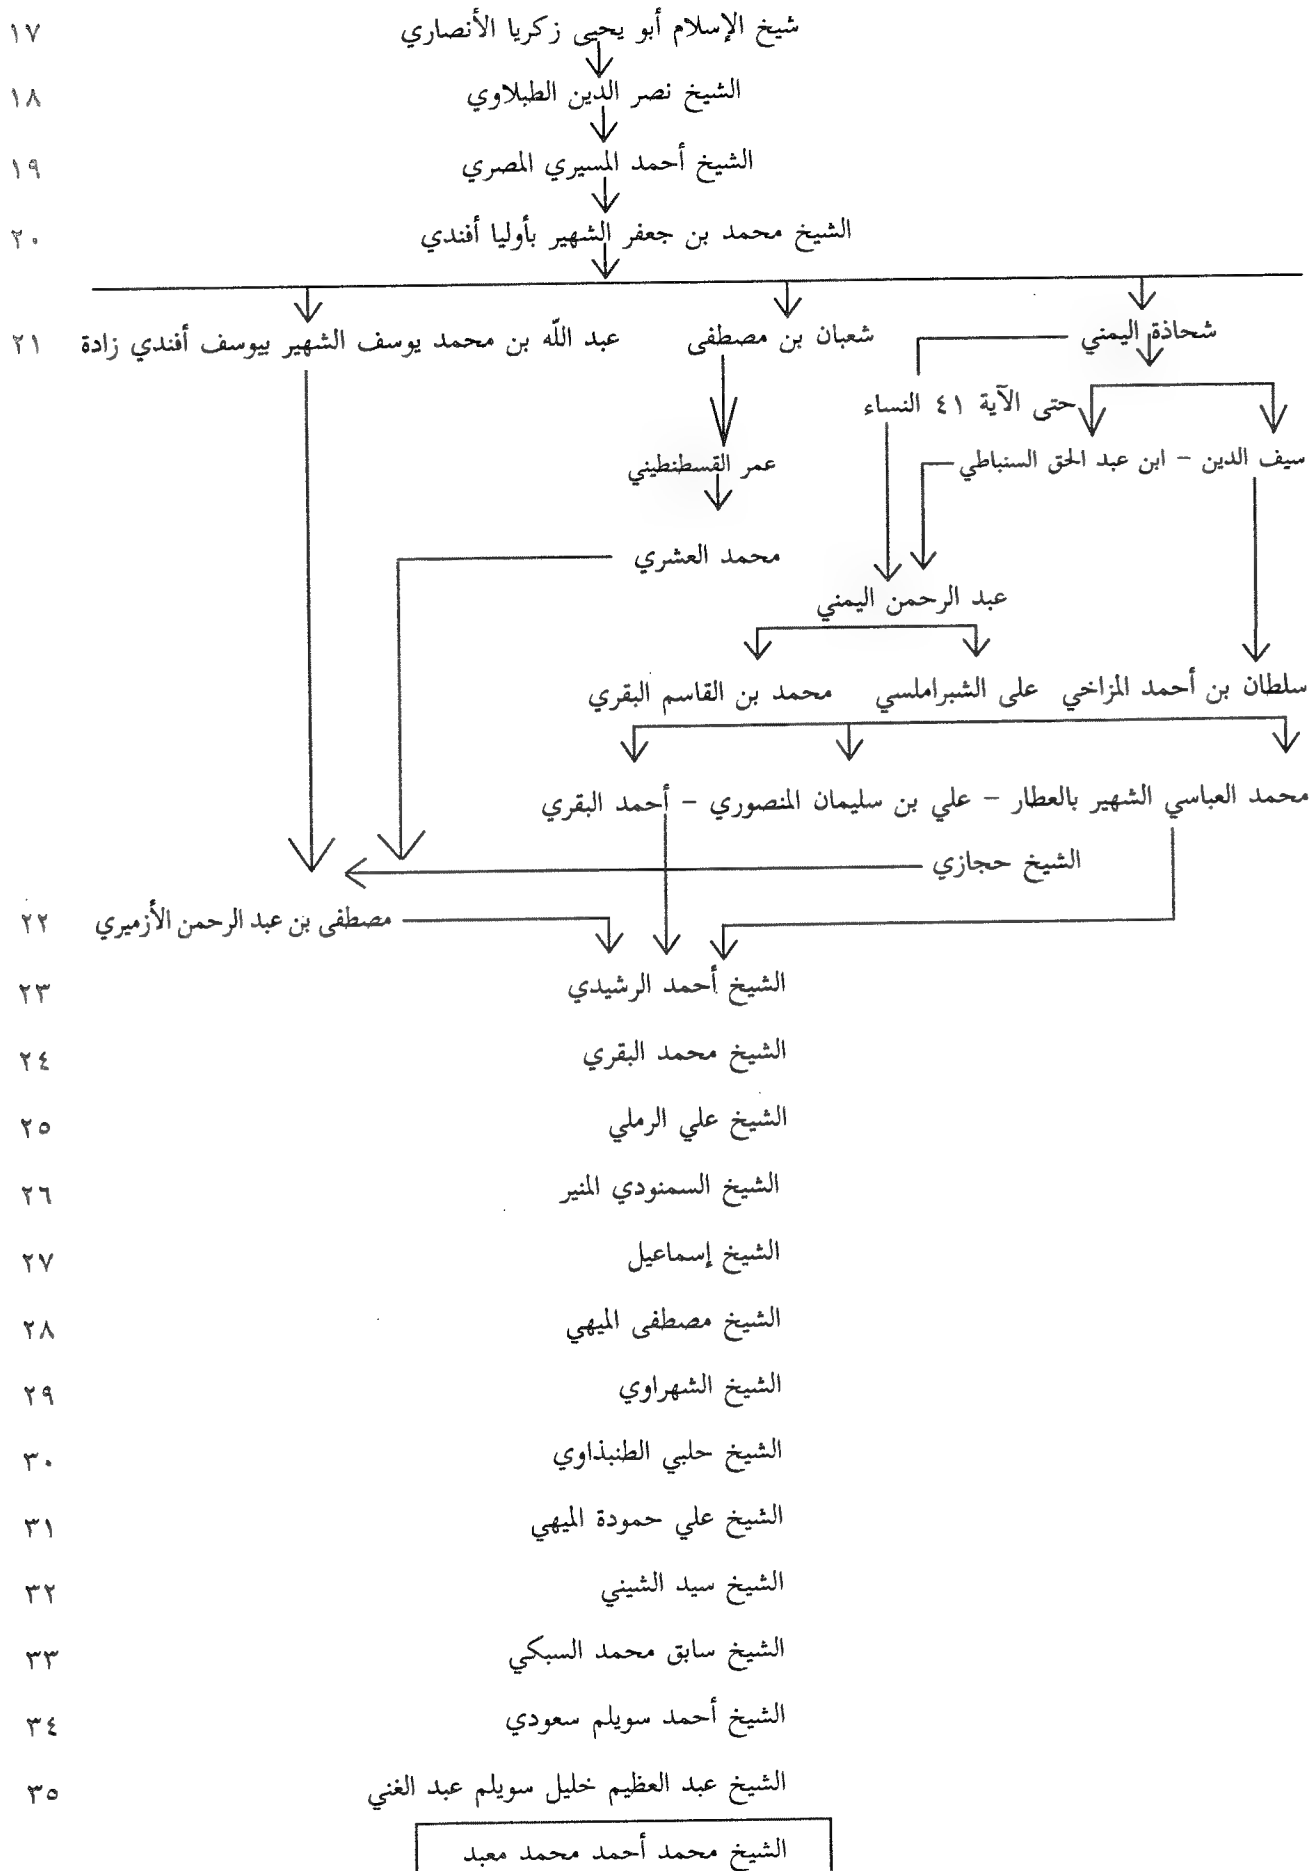 شيخ الإسلام أبو يحيى زكريا الأنصاري ١٧
الشيخ نصر الدين الطبلاوي ١٨
الشيخ أحمد المسيري المصري ١٩
الشيخ محمد بن جعفر الشهير بأوليا أفندي ٢٠
شحاذة اليمني شعبان بن مصطفى عبد اللّه بن محمد يوسف الشهير بيوسف أفندي زادة ٢١
حتى الآية ٤١ النساء
سيف الدين - ابن عبد الحق السنباطي عمر القسطنطيني
محمد العشري
عبد الرحمن اليمني
سلطان بن أحمد المزاخي على الشبراملسي محمد بن القاسم البقري
محمد العباسي الشهير بالعطار - علي بن سليمان المنصوري - أحمد البقري
الشيخ حجازي
مصطفى بن عبد الرحمن الأزميري ٢٢
الشيخ أحمد الرشيدي ٢٣
الشيخ محمد البقري ٢٤
الشيخ علي الرملي ٢٥
الشيخ السمنودي المنير ٢٦
الشيخ إسماعيل ٢٧
الشيخ مصطفى الميهي ٢٨
الشيخ الشهراوي ٢٩
الشيخ حلبي الطنبذاوي ٣٠
الشيخ علي حمودة الميهي ٣١
الشيخ سيد الشيني ٣٢
الشيخ سابق محمد السبكي ٣٣
الشيخ أحمد سويلم سعودي ٣٤
الشيخ عبد العظيم خليل سويلم عبد الغني ٣٥
الشيخ محمد أحمد محمد معبد